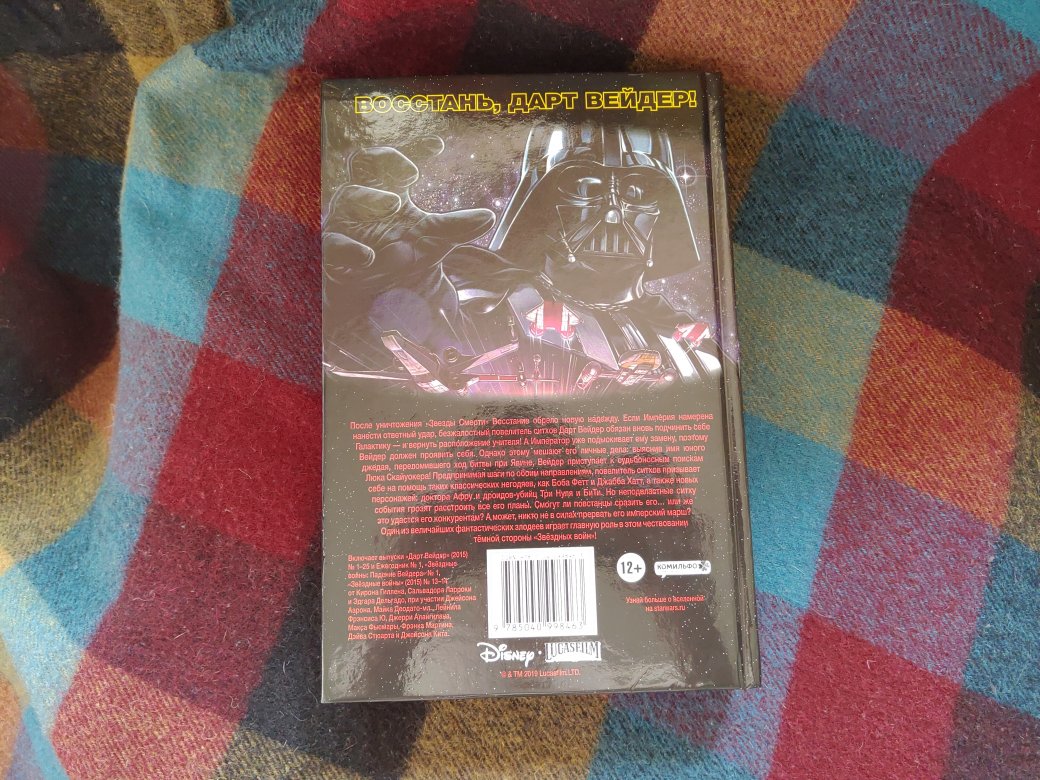 ВОССТАНЬ, ДАРТ ВЕЙДЕР!
После уничтожения «Звезды Смерти» Восстание обрело новую надежду. Если Империя намерена
нанести ответный удар, безжалостный повелитель ситхов Дарт Вейдер обязан вновь подчинить себе
Галактику — и вернуть расположение учителя! А Император уже подыскивает ему замену, поэтому
Вейдер должен проявить себя. Однако этому мешают его личные дела: выяснив имя юного
джедая, переломившего ход битвы при Явине, Вейдер приступает к судьбоносным поискам
Люка Скайуокера! Предпринимая шаги по обоим направлениям, повелитель ситхов призывает
себе на помощь таких классических негодяев, как Боба Фетт и Джабба Хатт, а также новых
персонажей: доктора Афру и дроидов-убийц Три Нуля и БиТи. Но неподвластные ситху
события грозят расстроить все его планы. Смогут ли повстанцы сразить его... или же
это удастся его конкурентам? А может, никто не в силах прервать его имперский марш?
Один из величайших фантастических злодеев играет главную роль в этом чествовании
тёмной стороны «Звёздных войн»!
Включает выпуски «Дарт Вейдер» (2015)
№ 1–25 и Ежегодник № 1, «Звёздные
войны: Падение Вейдера» № 1,
«Звёздные войны» (2015) № 13–
от Кирона Гиллена, Сальвадора Ларроки
и Эдгара Дельгадо, при участии Джейсона
Аарона, Майка Деодато-мл., Лейнила
Фрэнсиса Ю, Джерри Алангилана,
Макса Фьюмары, Фрэнка Мартина,
Дэйва Стюарта и Джейсона Кита.
9 785040 998463
12+
КОМИЛЬФО
Узнай больше о вселенной
на starwars.ru
Disney · LUCASFILM
© & TM 2019 Lucasfilm LTD.